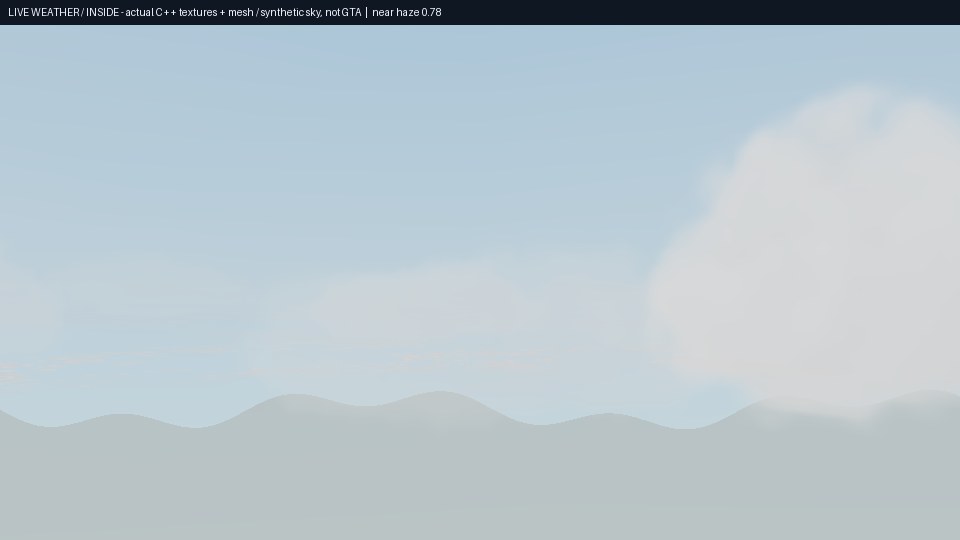 LIVE WEATHER / INSIDE - actual C++ textures + mesh / synthetic sky, not GTA | near haze 0.78